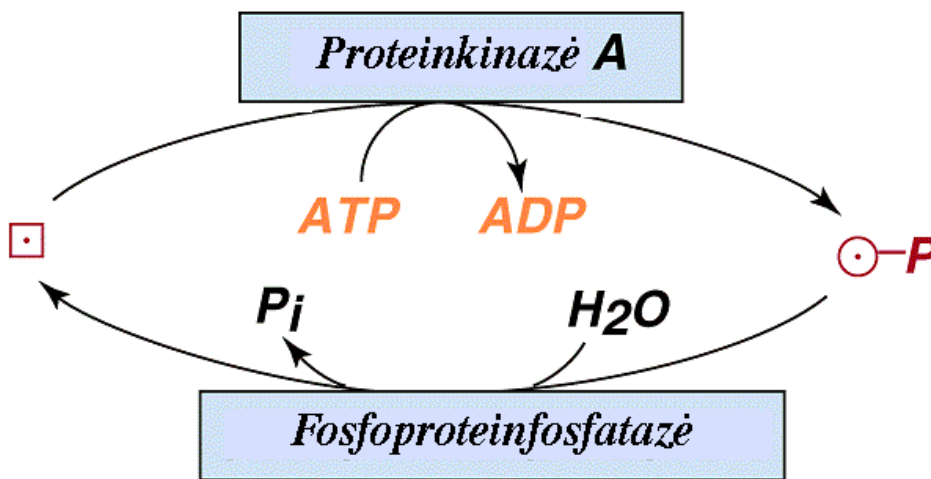 Proteinkinazė A
ATP ADP
P
Pi H2O
Fosfoproteinfosfatazė